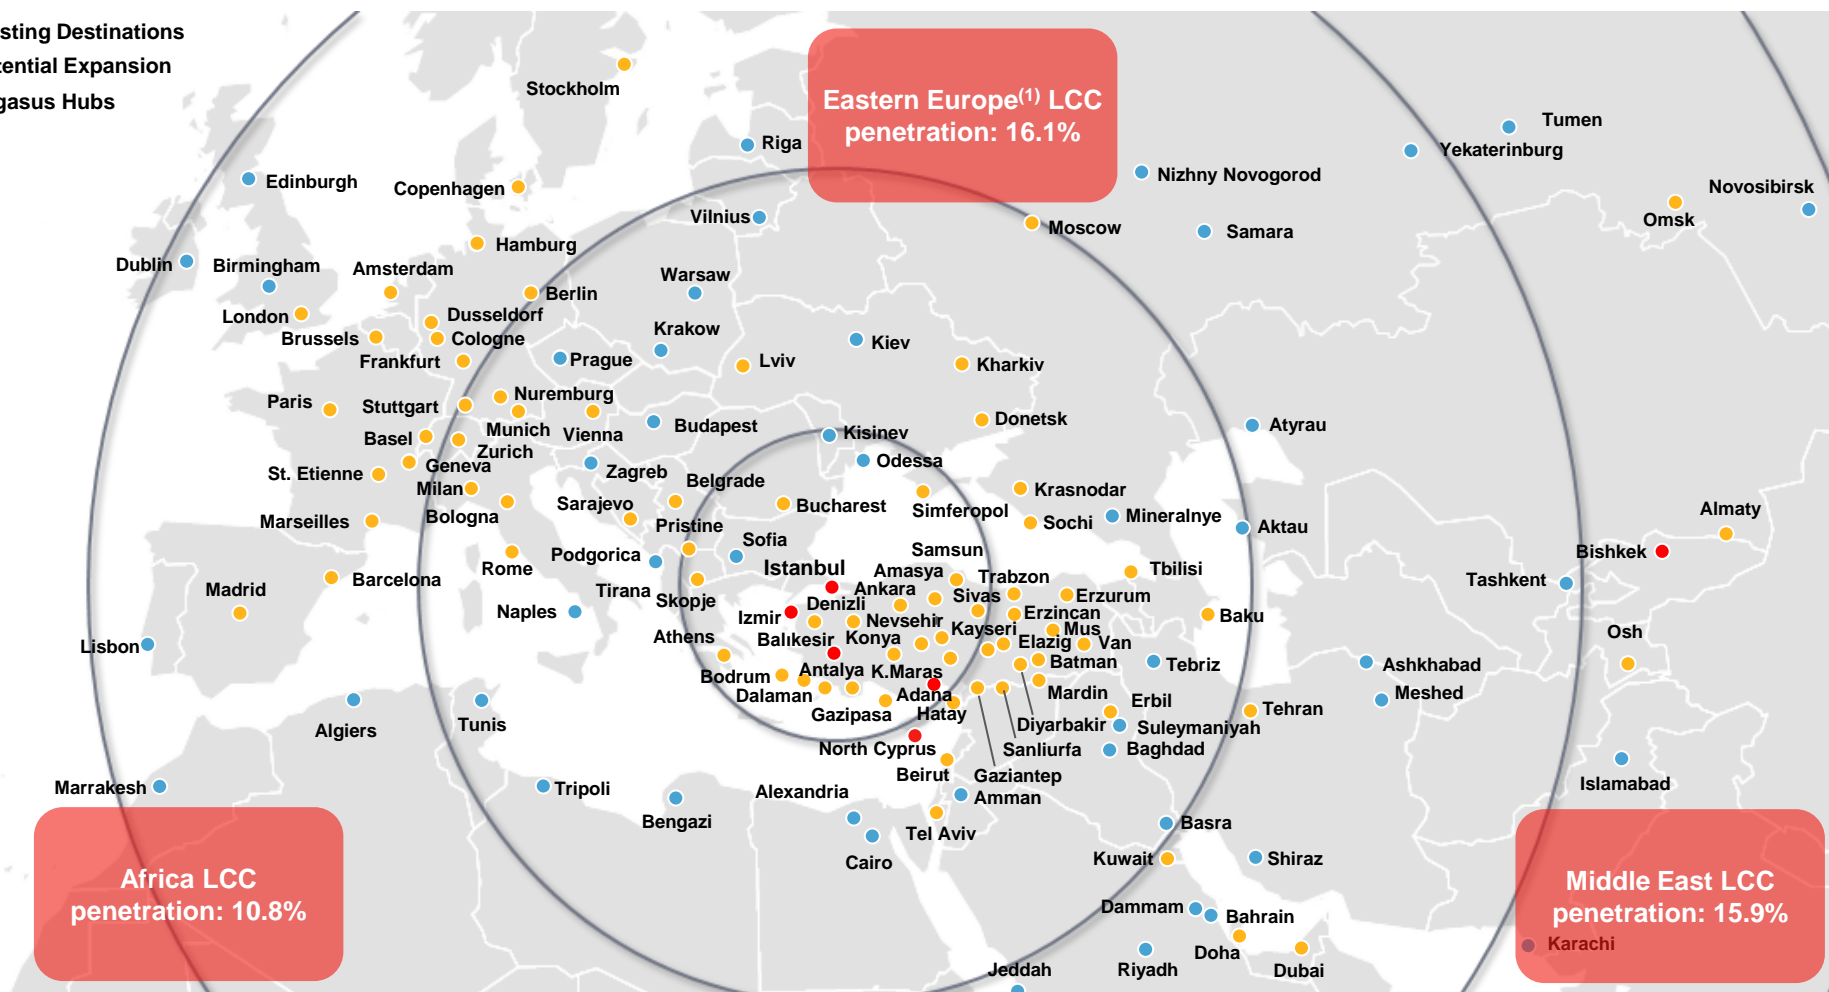 sting Destinations
tential Expansion
gasus Hubs
Stockholm
Eastern Europe(1) LCC
penetration: 16.1%
Tumen
Riga
Yekaterinburg
Nizhny Novogorod
Edinburgh
Copenhagen
Novosibirsk
Vilnius
Omsk
Moscow
Samara
Hamburg
Dublin
Birmingham
Amsterdam
Warsaw
Berlin
London
Dusseldorf
Krakow
Brussels
Cologne
Kiev
Frankfurt
Prague
Lviv
Kharkiv
Paris
Stuttgart
Nuremburg
Donetsk
Munich
Vienna
Budapest
Kisinev
Atyrau
Basel
Zurich
Odessa
St. Etienne
Geneva
Zagreb
Milan
Belgrade
Krasnodar
Sarajevo
Bucharest
Simferopol
Bologna
Mineralnye
Almaty
Marseilles
Pristine
Sochi
Aktau
Sofia
Samsun
Bishkek
Podgorica
Rome
Istanbul
Amasya
Trabzon
Tbilisi
Barcelona
Tashkent
Madrid
Tirana
Skopje
Ankara
Sivas
Erzurum
Denizli
Naples
Izmir
Nevsehir
Erzincan
Baku
Kayseri
Mus
Osh
Athens
Balıkesir
Konya
Elazig
Van
Lisbon
Batman
Tebriz
Ashkhabad
Bodrum
Antalya
K.Maras
Dalaman
Adana
Mardin
Meshed
Erbil
Tehran
Gazipasa
Hatay
Algiers
Tunis
Diyarbakir
Suleymaniyah
North Cyprus
Sanliurfa
Baghdad
Beirut
Gaziantep
Islamabad
Marrakesh
Tripoli
Alexandria
Amman
Bengazi
Basra
Tel Aviv
Cairo
Kuwait
Shiraz
Africa LCC
penetration: 10.8%
Middle East LCC
penetration: 15.9%
Dammam
Bahrain
Karachi
Doha
Jeddah
Riyadh
Dubai